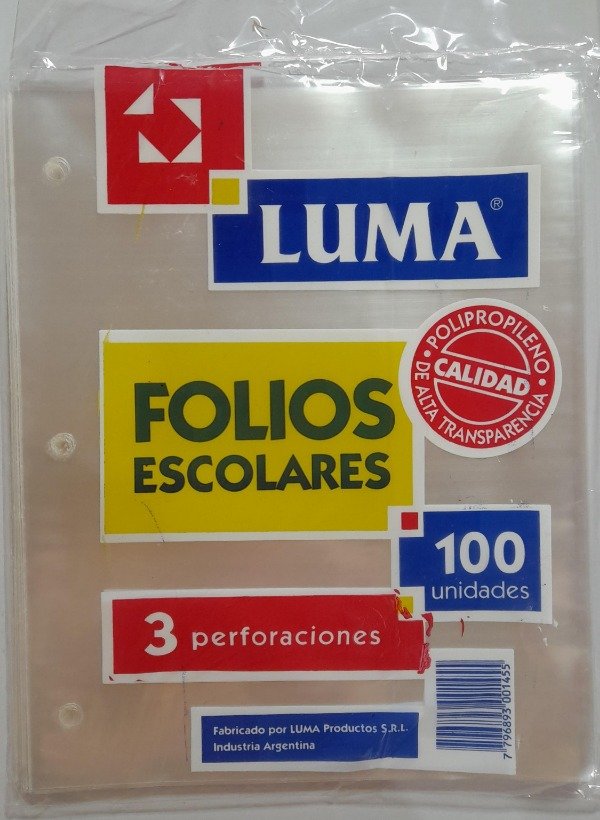 LUMA®
POLIPROPILENO
CALIDAD
DE ALTA TRANSPARENCIA
FOLIOS
ESCOLARES
100
unidades
3 perforaciones
Fabricado por LUMA Productos S.R.L.
Industria Argentina
7 796893 001455